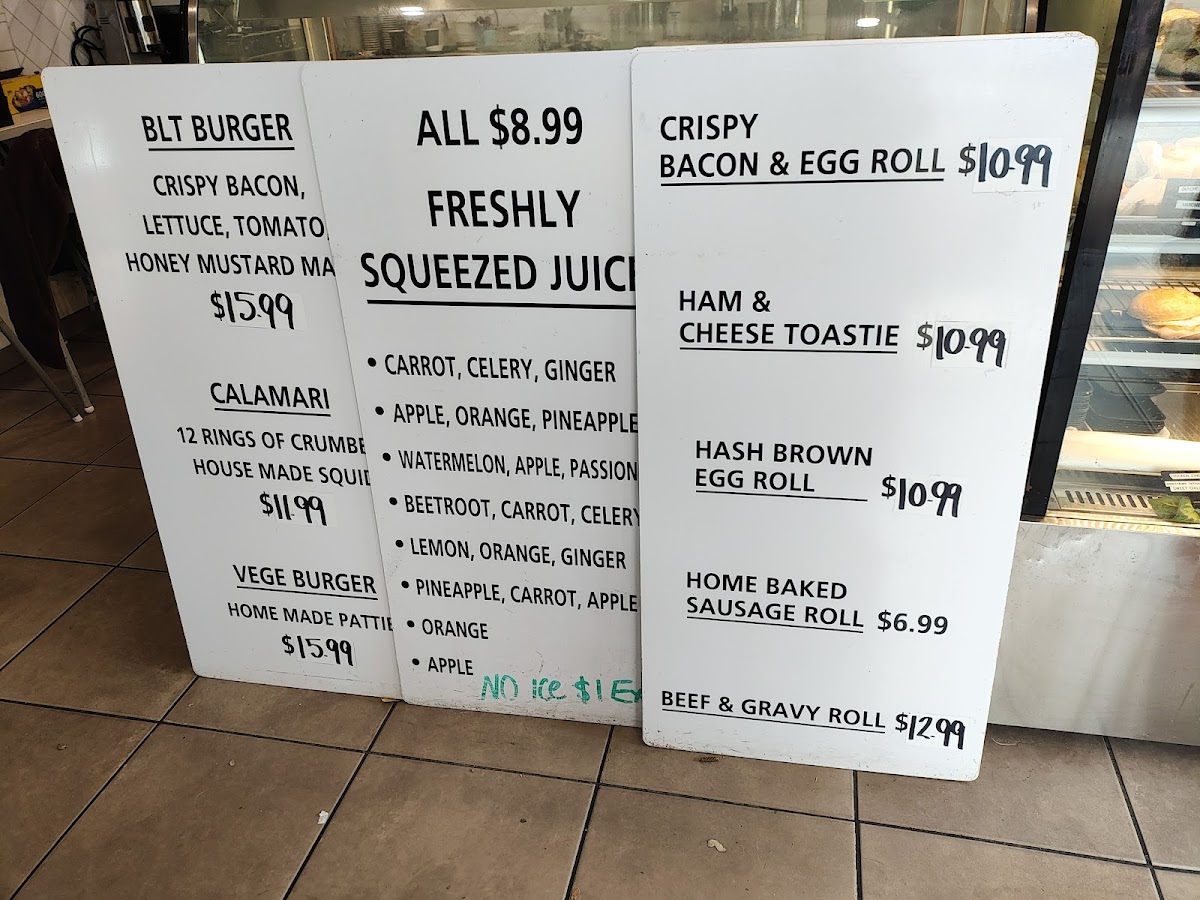 BLT BURGER
CRISPY BACON,
LETTUCE, TOMATO
HONEY MUSTARD MA
$15.99
CALAMARI
12 RINGS OF CRUMBE
HOUSE MADE SQUI
$11.99
VEGE BURGER
HOME MADE PATTIE
$15.99
ALL $8.99
FRESHLY
SQUEEZED JUIC
• CARROT, CELERY, GINGER
• APPLE, ORANGE, PINEAPPLE
• WATERMELON, APPLE, PASSION
• BEETROOT, CARROT, CELERY
• LEMON, ORANGE, GINGER
• PINEAPPLE, CARROT, APPLE
• ORANGE
• APPLE
NO ice $1 E
CRISPY
BACON & EGG ROLL $10.99
HAM &
CHEESE TOASTIE $10.99
HASH BROWN
EGG ROLL $10.99
HOME BAKED
SAUSAGE ROLL $6.99
BEEF & GRAVY ROLL $12.99